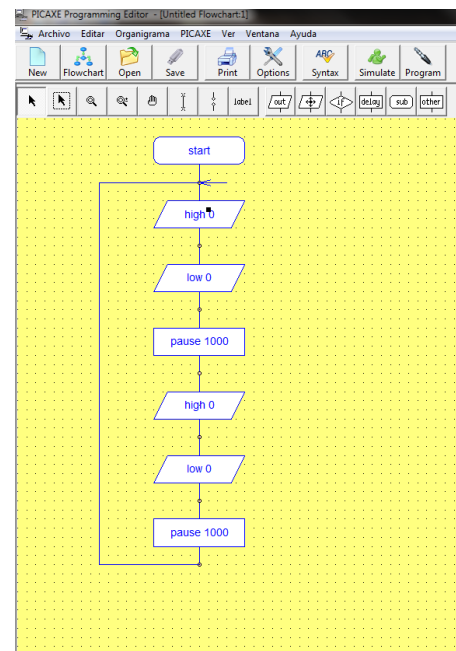 PICAXE Programming Editor - [Untitled Flowchart:1]
Archivo Editar Organigrama PICAXE Ver Ventana Ayuda
New Flowchart Open Save Print Options Syntax Simulate Program
ABC
label out if delay sub other
start
high 0
low 0
pause 1000
high 0
low 0
pause 1000